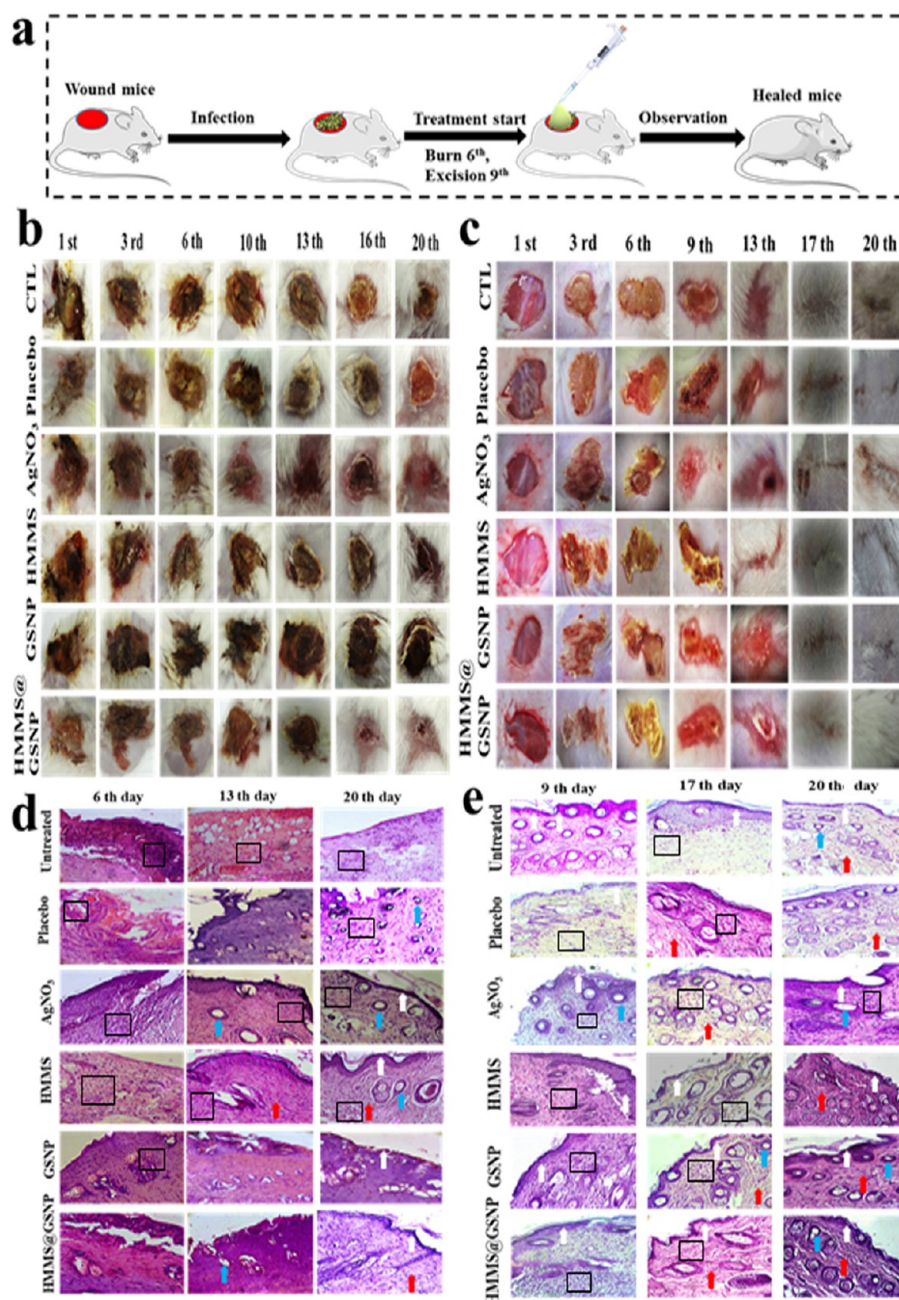 a
Wound mice
Infection
Treatment start
Burn 6th,
Excision 9th
Observation
Healed mice
b
1 st 3 rd 6 th 10 th 13 th 16 th 20 th
CTL
Placebo
AgNO3
HMMS
GSNP
HMMS@
GSNP
c
1 st 3 rd 6 th 9 th 13 th 17 th 20 th
CTL
Placebo
AgNO3
HMMS
GSNP
HMMS@
GSNP
d
6 th day 13 th day 20 th day
Untreated
Placebo
AgNO3
HMMS
GSNP
HMMS@GSNP
e
9 th day 17 th day 20 th day
Untreated
Placebo
AgNO3
HMMS
GSNP
HMMS@GSNP